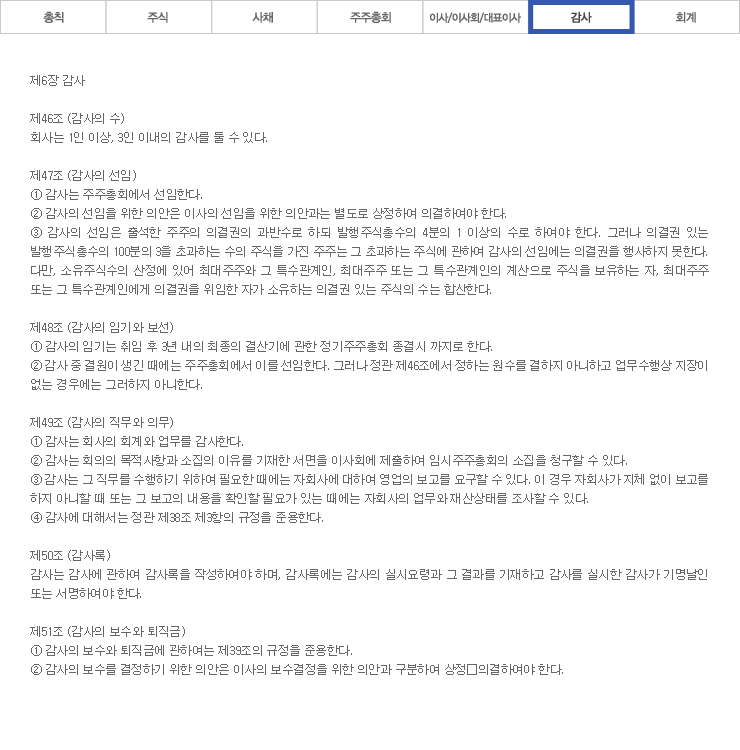 총칙 주식 사채 주주총회 이사/이사회/대표이사 감사 회계
제6장 감사
제46조 (감사의 수)
회사는 1인 이상, 3인 이내의 감사를 둘 수 있다.
제47조 (감사의 선임)
① 감사는 주주총회에서 선임한다.
② 감사의 선임을 위한 의안은 이사의 선임을 위한 의안과는 별도로 상정하여 의결하여야 한다.
③ 감사의 선임은 출석한 주주의 의결권의 과반수로 하되 발행주식총수의 4분의 1 이상의 수로 하여야 한다. 그러나 의결권 있는
발행주식총수의 100분의 3을 초과하는 수의 주식을 가진 주주는 그 초과하는 주식에 관하여 감사의 선임에는 의결권을 행사하지 못한다.
다만, 소유주식수의 산정에 있어 최대주주와 그 특수관계인, 최대주주 또는 그 특수관계인의 계산으로 주식을 보유하는 자, 최대주주
또는 그 특수관계인에게 의결권을 위임한 자가 소유하는 의결권 있는 주식의 수는 합산한다.
제48조 (감사의 임기와 보선)
① 감사의 임기는 취임 후 3년 내의 최종의 결산기에 관한 정기주주총회 종결시 까지로 한다.
② 감사 중 결원이 생긴 때에는 주주총회에서 이를 선임한다. 그러나 정관 제46조에서 정하는 원수를 결하지 아니하고 업무수행상 지장이
없는 경우에는 그러하지 아니한다.
제49조 (감사의 직무와 의무)
① 감사는 회사의 회계와 업무를 감사한다.
② 감사는 회의의 목적사항과 소집의 이유를 기재한 서면을 이사회에 제출하여 임시주주총회의 소집을 청구할 수 있다.
③ 감사는 그 직무를 수행하기 위하여 필요한 때에는 자회사에 대하여 영업의 보고를 요구할 수 있다. 이 경우 자회사가 지체 없이 보고를
하지 아니할 때 또는 그 보고의 내용을 확인할 필요가 있는 때에는 자회사의 업무와 재산상태를 조사할 수 있다.
④ 감사에 대해서는 정관 제38조 제3항의 규정을 준용한다.
제50조 (감사록)
감사는 감사에 관하여 감사록을 작성하여야 하며, 감사록에는 감사의 실시요령과 그 결과를 기재하고 감사를 실시한 감사가 기명날인
또는 서명하여야 한다.
제51조 (감사의 보수와 퇴직금)
① 감사의 보수와 퇴직금에 관하여는 제39조의 규정을 준용한다.
② 감사의 보수를 결정하기 위한 의안은 이사의 보수결정을 위한 의안과 구분하여 상정□의결하여야 한다.